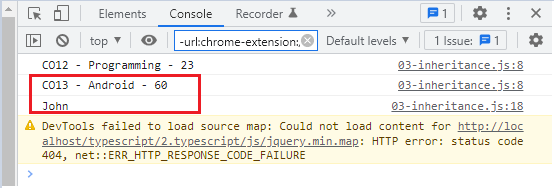 Elements Console Recorder 1
top -url:chrome-extension: Default levels 1 Issue: 1
CO12 - Programming - 23 03-inheritance.js:8
CO13 - Android - 60 03-inheritance.js:8
John 03-inheritance.js:18
DevTools failed to load source map: Could not load content for http://loc
alhost/typescript/2.typescript/js/jquery.min.map: HTTP error: status code
404, net::ERR_HTTP_RESPONSE_CODE_FAILURE